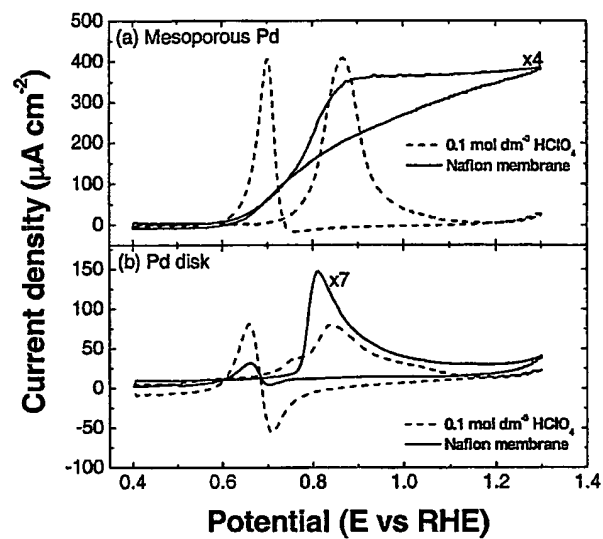 500
(a) Mesoporous Pd
x4
400
300
200
100
0
0.1 mol dm⁻³ HClO₄
Nafion membrane
(b) Pd disk
x7
150
100
50
0
-50
-100
0.1 mol dm⁻³ HClO₄
Nafion membrane
0.4 0.6 0.8 1.0 1.2 1.4
Current density (μA cm⁻²)
Potential (E vs RHE)